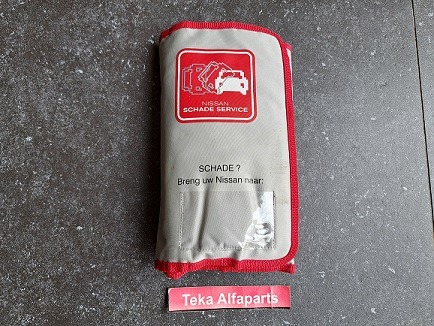 NISSAN
SCHADE SERVICE
SCHADE ?
Breng uw Nissan naar:
Teka Alfaparts